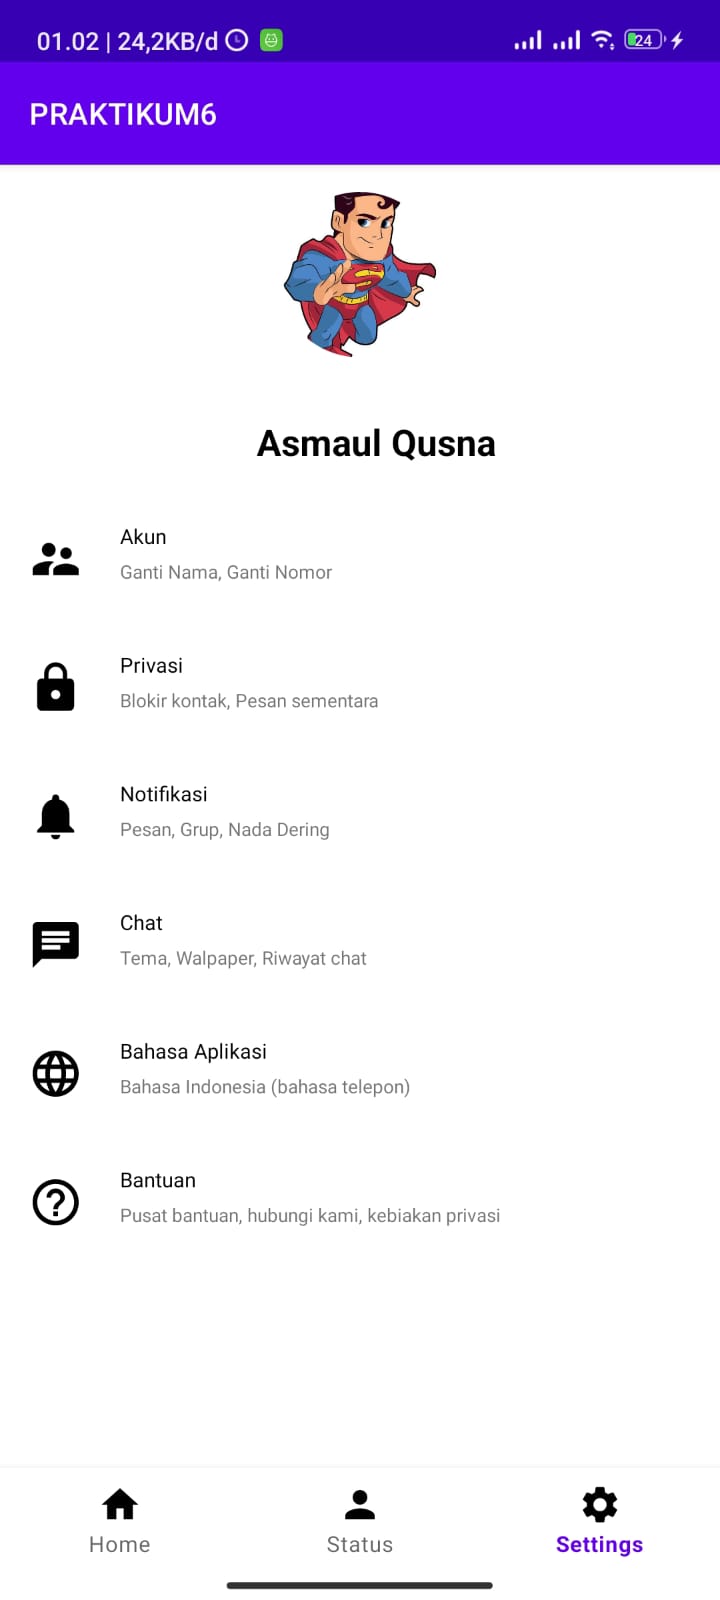 01.02 | 24,2KB/d
24
PRAKTIKUM6
Asmaul Qusna
Akun
Ganti Nama, Ganti Nomor
Privasi
Blokir kontak, Pesan sementara
Notifikasi
Pesan, Grup, Nada Dering
Chat
Tema, Walpaper, Riwayat chat
Bahasa Aplikasi
Bahasa Indonesia (bahasa telepon)
Bantuan
Pusat bantuan, hubungi kami, kebiakan privasi
Home
Status
Settings